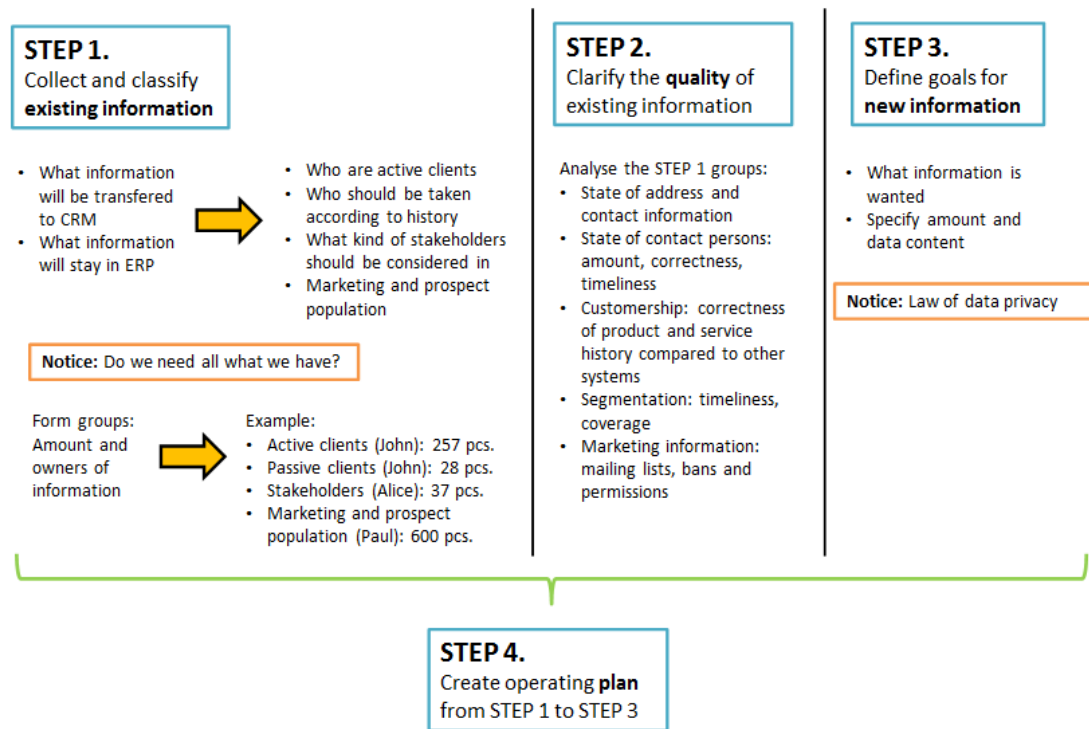 STEP 1.
Collect and classify
existing information
• What information
will be transfered
to CRM
• What information
will stay in ERP
• Who are active clients
• Who should be taken
according to history
• What kind of stakeholders
should be considered in
• Marketing and prospect
population
Notice: Do we need all what we have?
Form groups:
Amount and
owners of
information
Example:
• Active clients (John): 257 pcs.
• Passive clients (John): 28 pcs.
• Stakeholders (Alice): 37 pcs.
• Marketing and prospect
population (Paul): 600 pcs.
STEP 2.
Clarify the quality of
existing information
Analyse the STEP 1 groups:
• State of address and
contact information
• State of contact persons:
amount, correctness,
timeliness
• Customership: correctness
of product and service
history compared to other
systems
• Segmentation: timeliness,
coverage
• Marketing information:
mailing lists, bans and
permissions
STEP 3.
Define goals for
new information
• What information is
wanted
• Specify amount and
data content
Notice: Law of data privacy
STEP 4.
Create operating plan
from STEP 1 to STEP 3